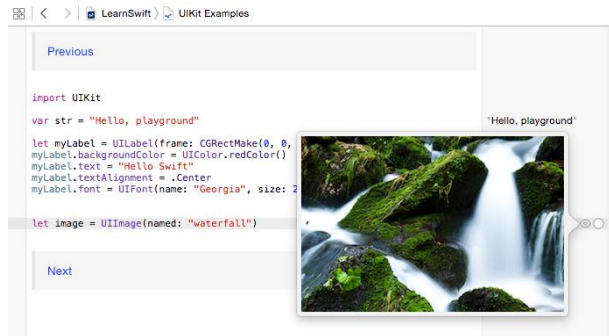 LearnSwift UIKit Examples
Previous
import UIKit
var str = "Hello, playground"
"Hello, playground"
let myLabel = UILabel(frame: CGRectMake(0, 0,
myLabel.backgroundColor = UIColor.redColor()
myLabel.text = "Hello Swift"
myLabel.textAlignment = .Center
myLabel.font = UIFont(name: "Georgia", size: 2
let image = UIImage(named: "waterfall")
Next